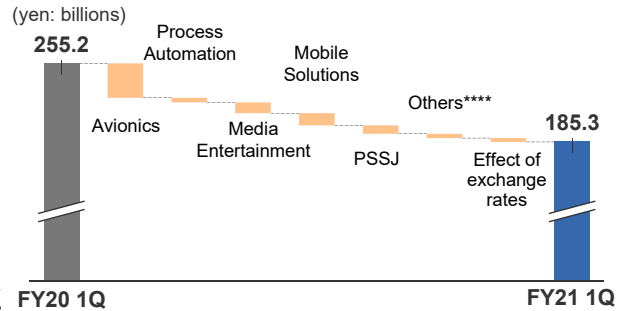 (yen: billions)
255.2
Process
Automation
Mobile
Solutions
Others****
185.3
Avionics
Media
Entertainment
PSSJ
Effect of
exchange
rates
FY20 1Q
FY21 1Q